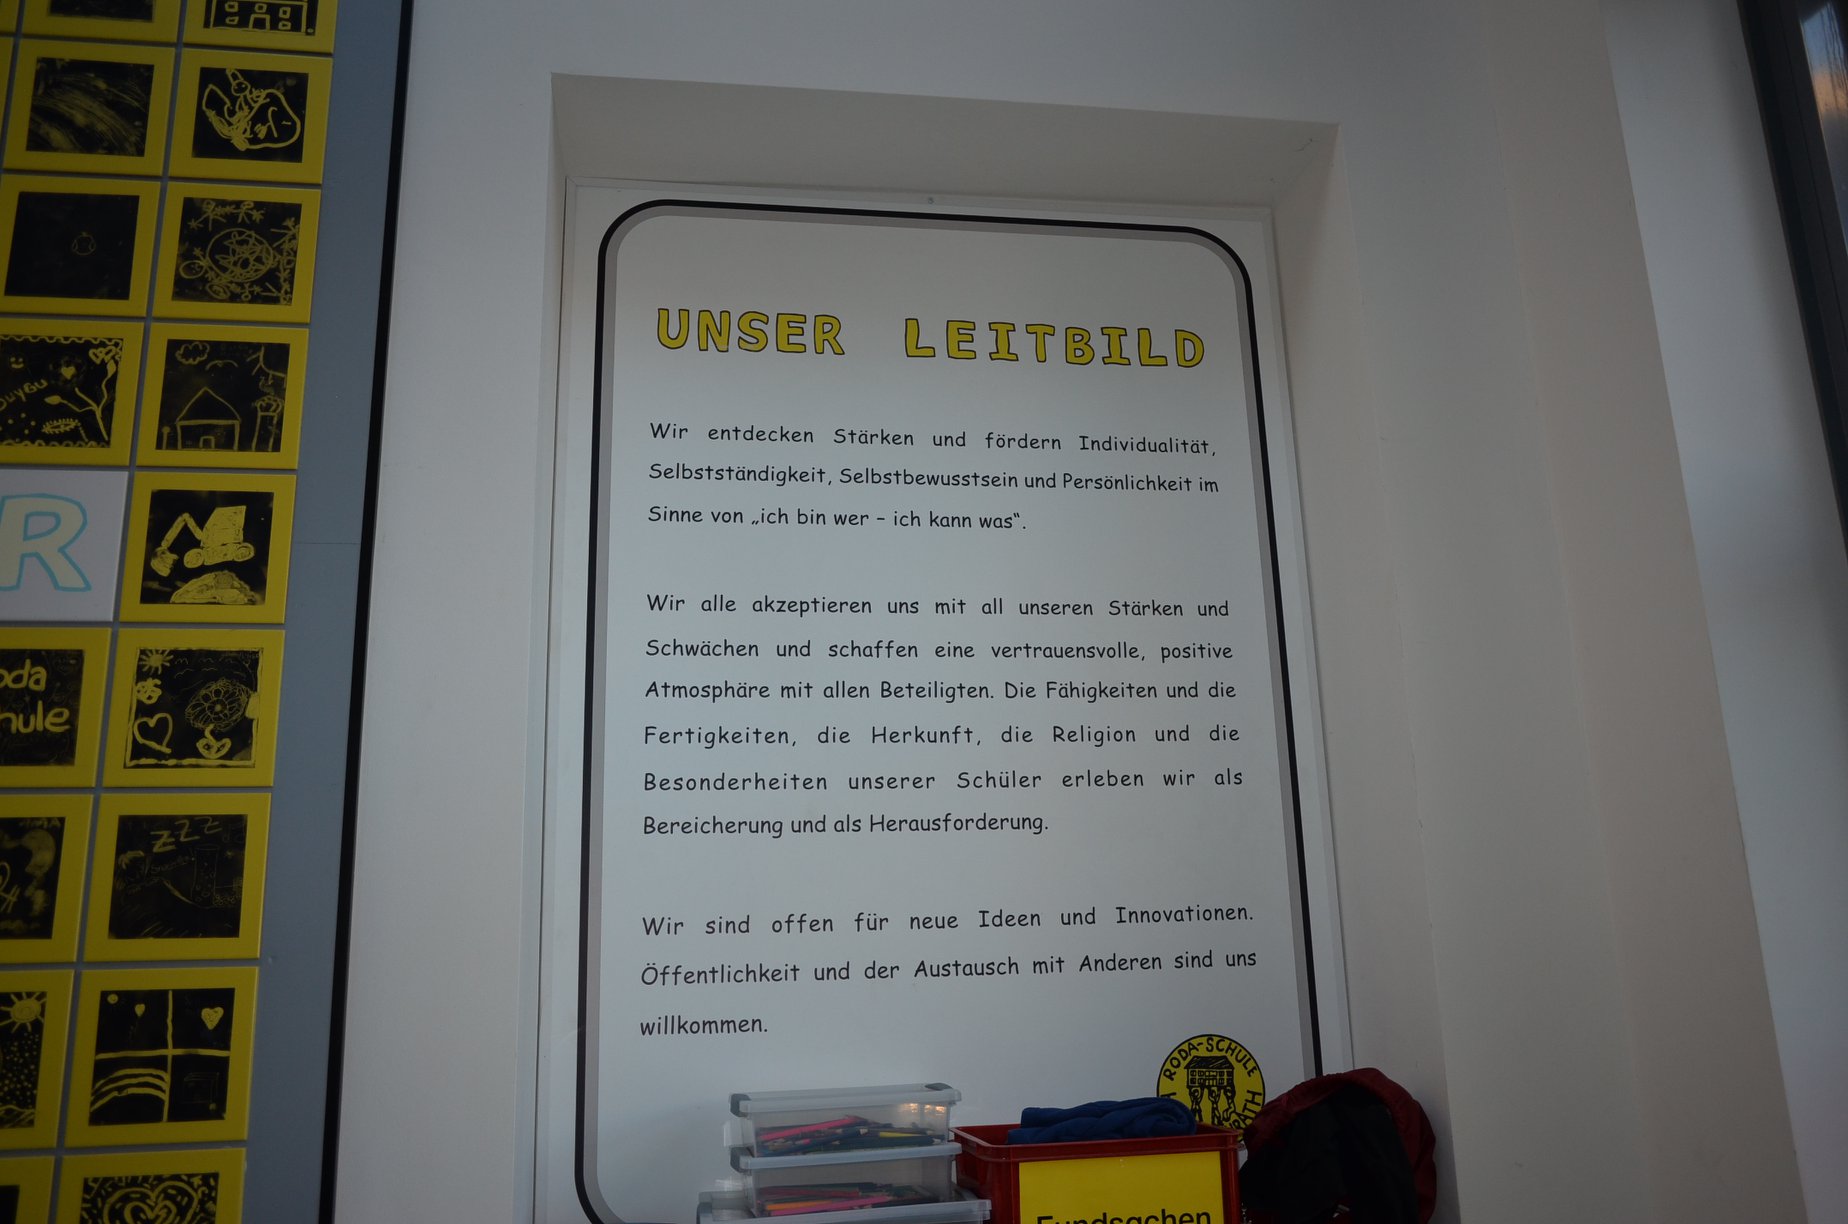 UNSER LEITBILD
Wir entdecken Stärken und fördern Individualität,
Selbstständigkeit, Selbstbewusstsein und Persönlichkeit im
Sinne von „ich bin wer – ich kann was“.
Wir alle akzeptieren uns mit all unseren Stärken und
Schwächen und schaffen eine vertrauensvolle, positive
Atmosphäre mit allen Beteiligten. Die Fähigkeiten und die
Fertigkeiten, die Herkunft, die Religion und die
Besonderheiten unserer Schüler erleben wir als
Bereicherung und als Herausforderung.
Wir sind offen für neue Ideen und Innovationen.
Öffentlichkeit und der Austausch mit Anderen sind uns
willkommen.
RODA-SCHULE
Fundsachen
R
oda
hule
zzz